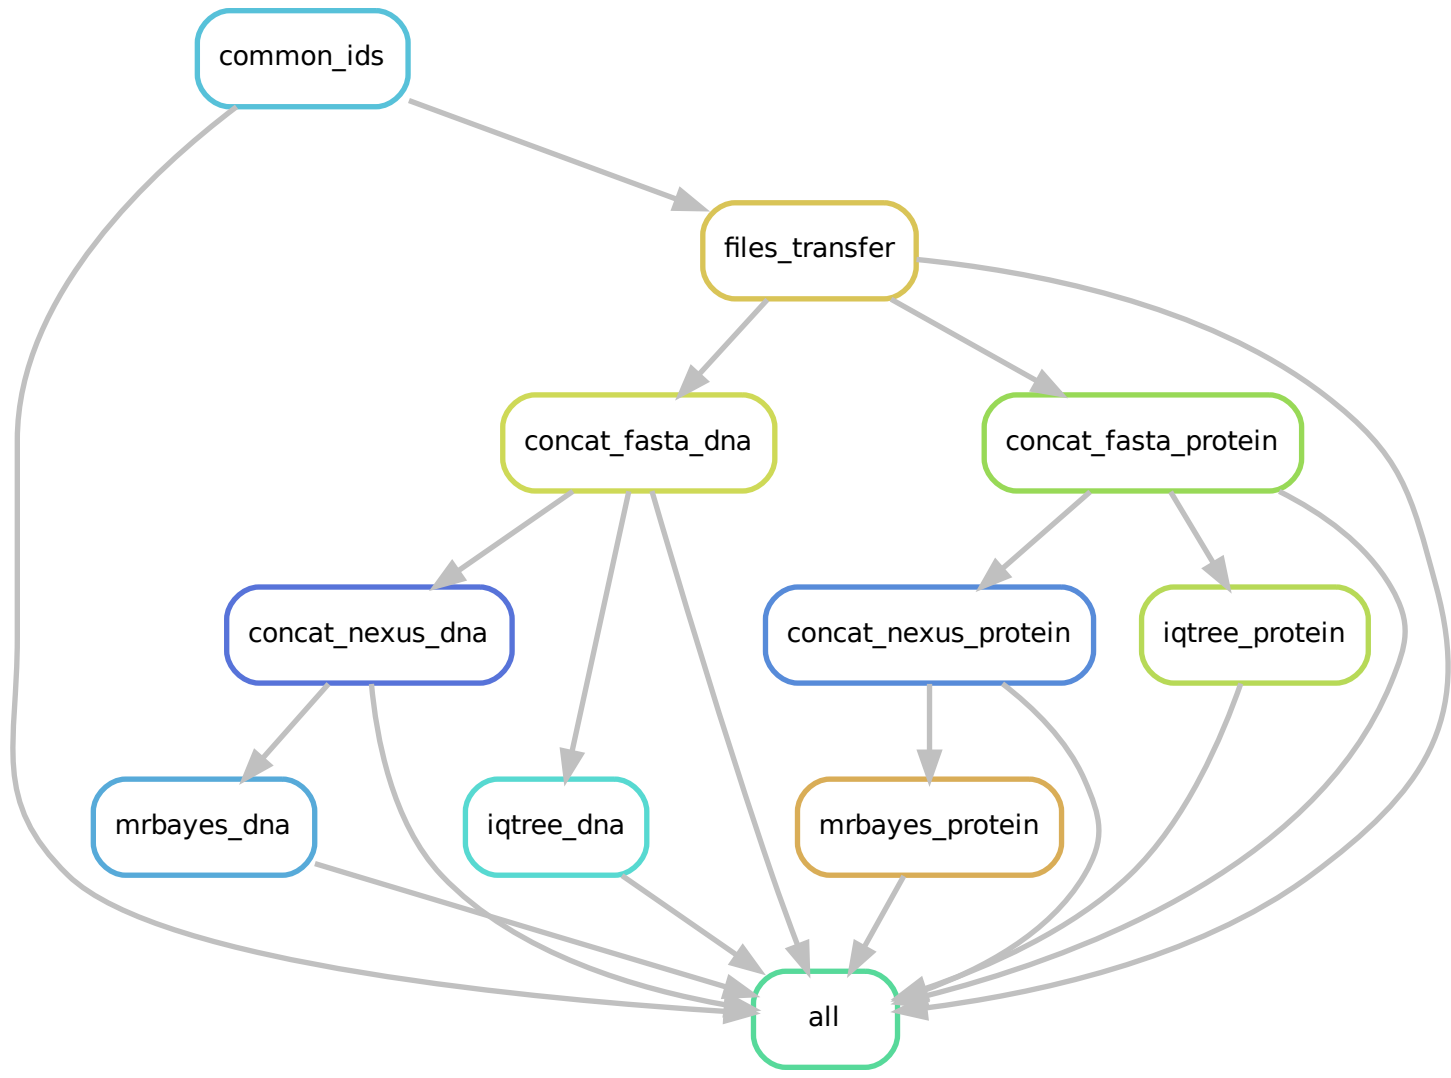 common_ids
files_transfer
concat_fasta_dna
concat_fasta_protein
concat_nexus_dna
concat_nexus_protein
iqtree_protein
mrbayes_dna
iqtree_dna
mrbayes_protein
all